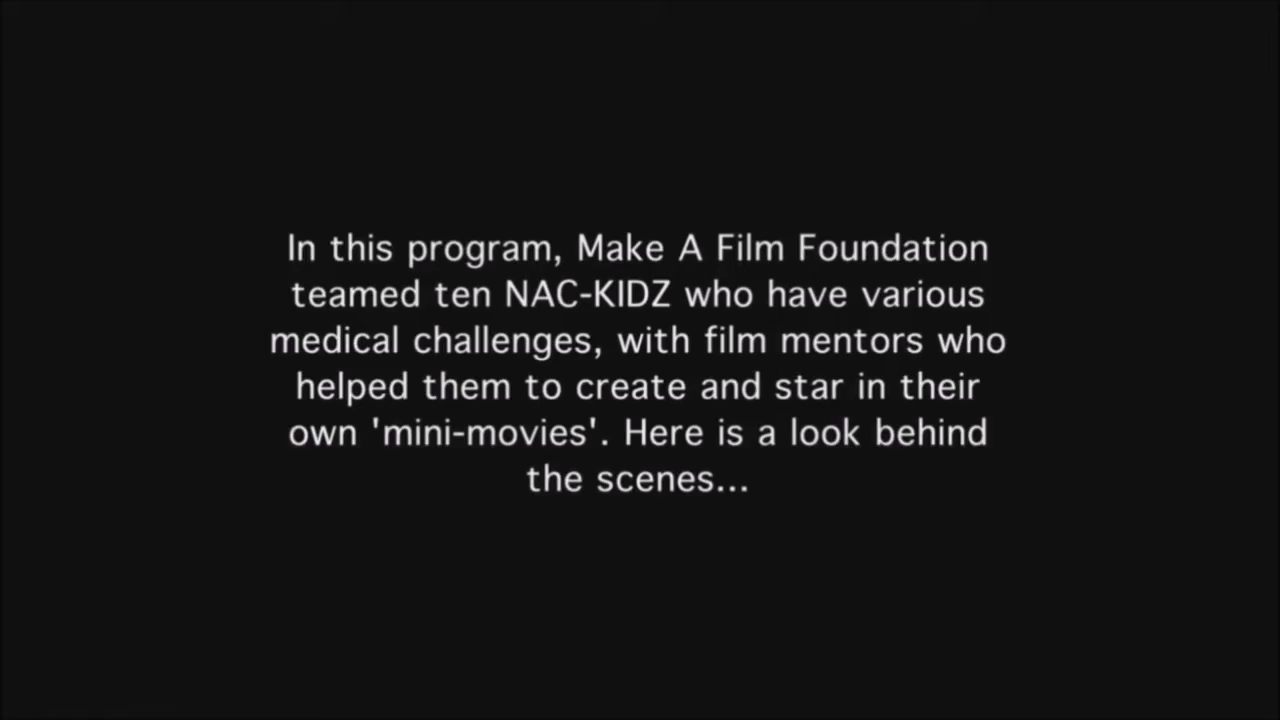 In this program, Make A Film Foundation
teamed ten NAC-KIDZ who have various
medical challenges, with film mentors who
helped them to create and star in their
own 'mini-movies'. Here is a look behind
the scenes...